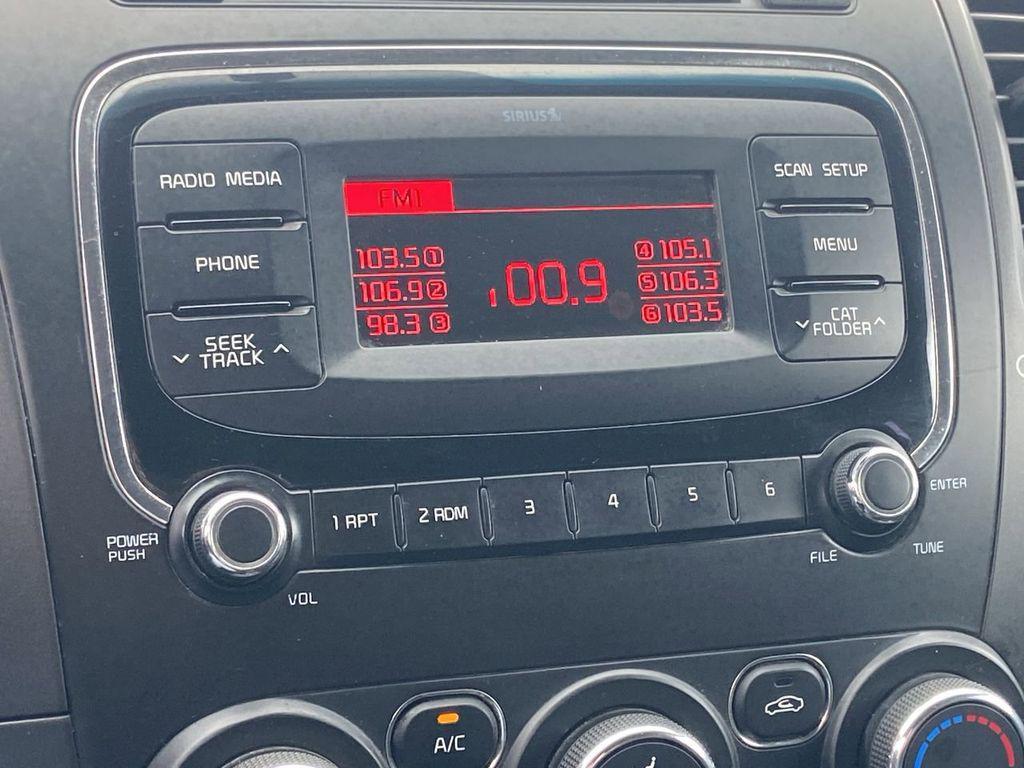 SIRIUS
RADIO MEDIA
PHONE
SEEK
TRACK
FM1
103.5 1
106.9 2
98.3 3
100.9
4 105.1
5 106.3
6 103.5
SCAN SETUP
MENU
CAT
FOLDER
POWER
PUSH
VOL
1 RPT
2 RDM
3
4
5
6
ENTER
TUNE
FILE
A/C